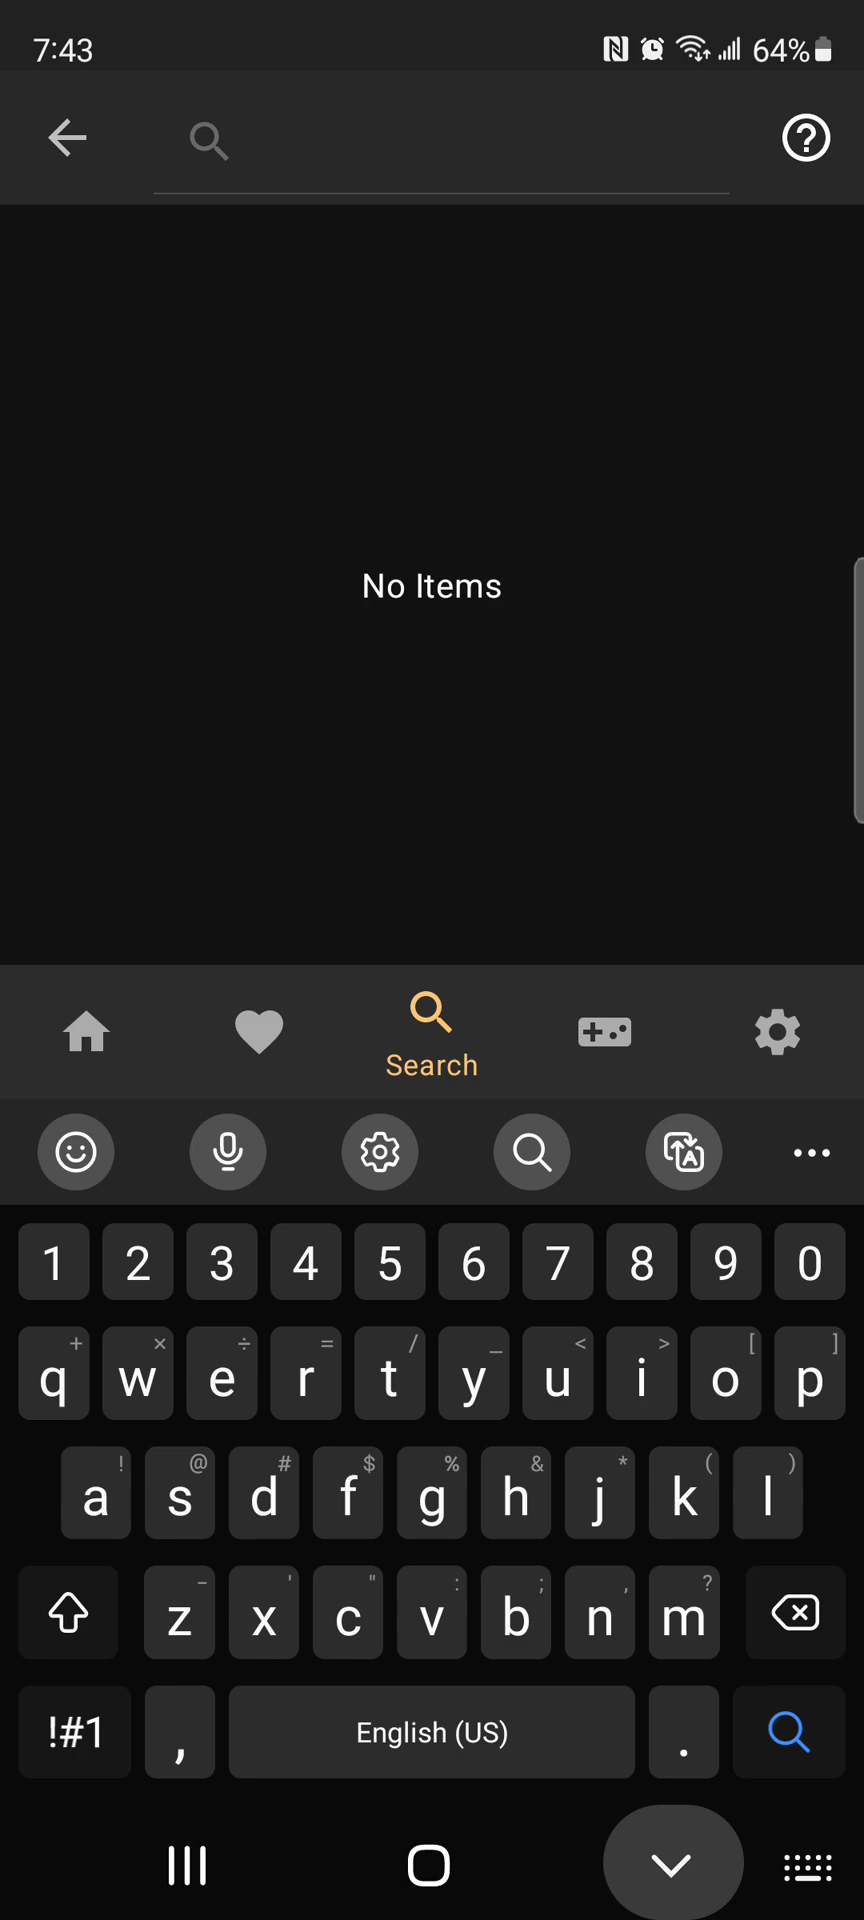 7:43 64%
No Items
Search
1 2 3 4 5 6 7 8 9 0
+ × ÷ = / _ < > [ ]
q w e r t y u i o p
! @ # $ % & * ( )
a s d f g h j k l
- ' " : ; , ?
z x c v b n m
!#1 , English (US) .